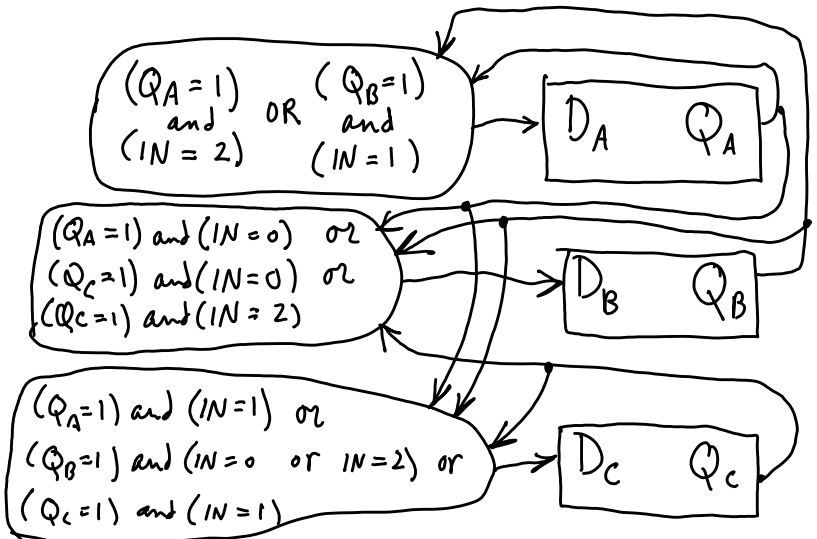 (QA = 1) OR (QB = 1)
and and
(IN = 2) (IN = 1)
DA QA
(QA = 1) and (IN = 0) or
(QC = 1) and (IN = 0) or
(QC = 1) and (IN = 2)
DB QB
(QA = 1) and (IN = 1) or
(QB = 1) and (IN = 0 or IN = 2) or
(QC = 1) and (IN = 1)
DC QC